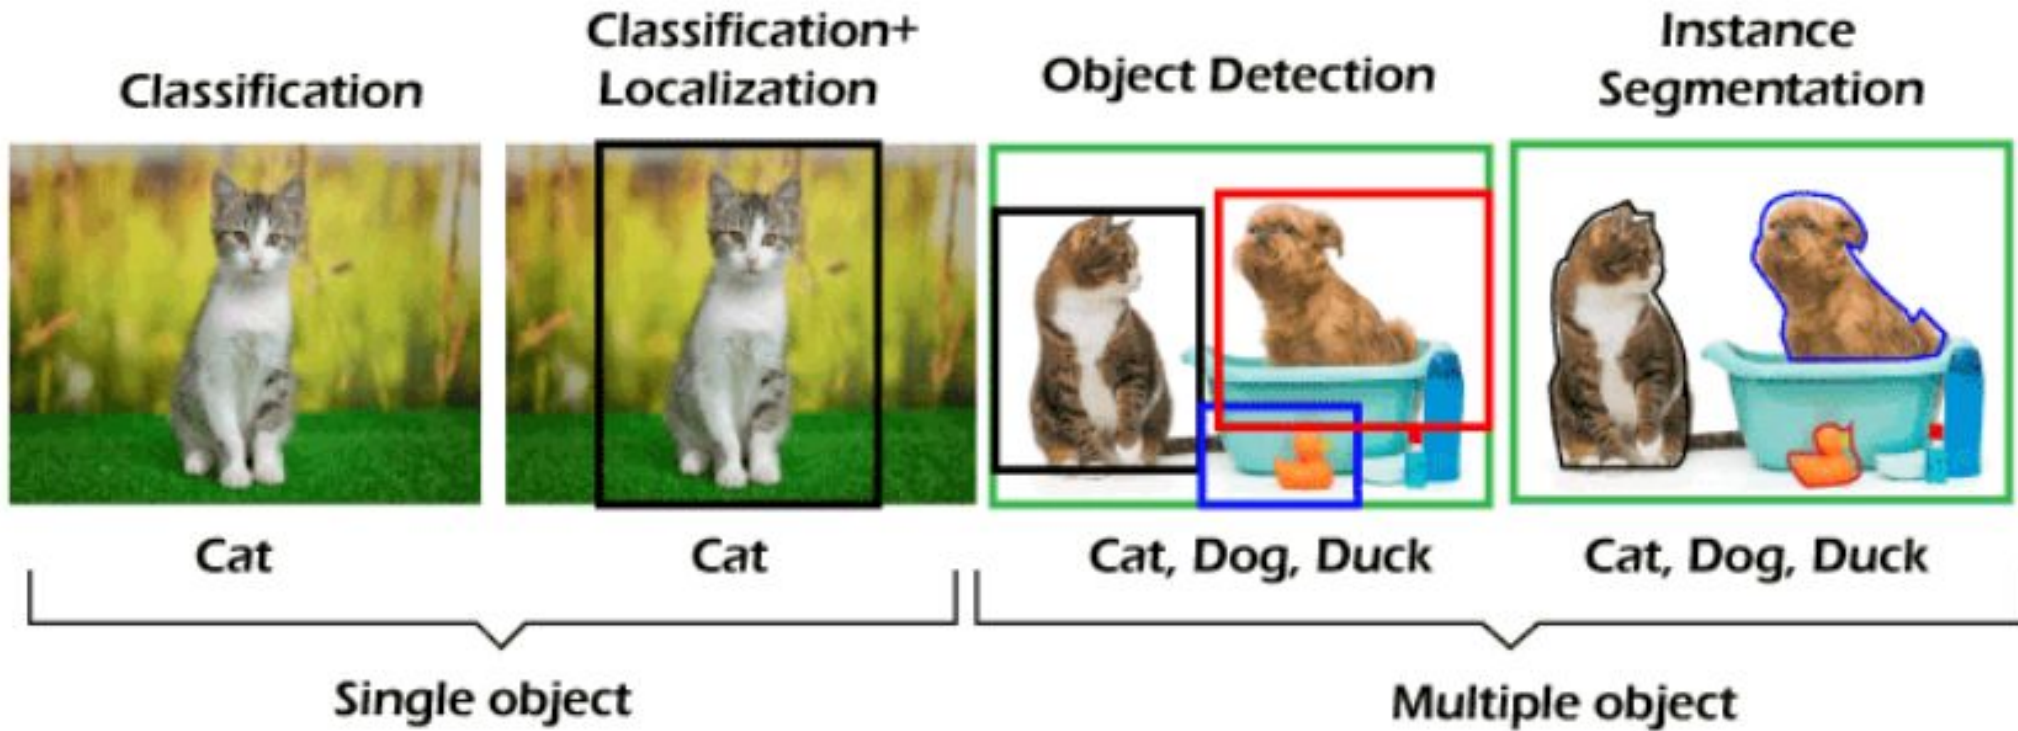 Classification
Classification+
Localization
Object Detection
Instance
Segmentation
Cat
Cat
Cat, Dog, Duck
Cat, Dog, Duck
Single object
Multiple object